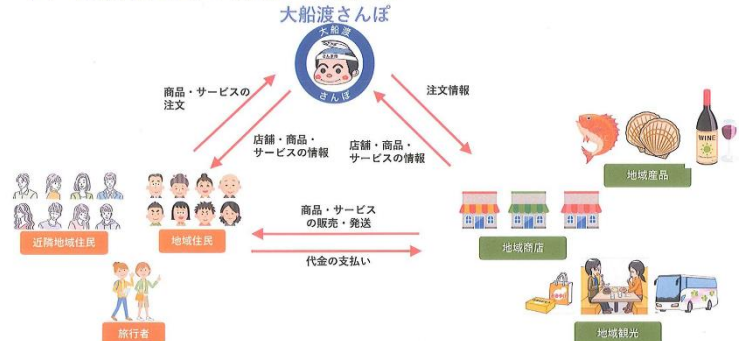 大船渡さんぽ
大船渡
さんぽ
商品・サービスの
注文
注文情報
店舗・商品・
サービスの情報
店舗・商品・
サービスの情報
WINE
地域産品
商品・サービス
の販売・発送
近隣地域住民
地域住民
地域商店
代金の支払い
旅行者
地域観光